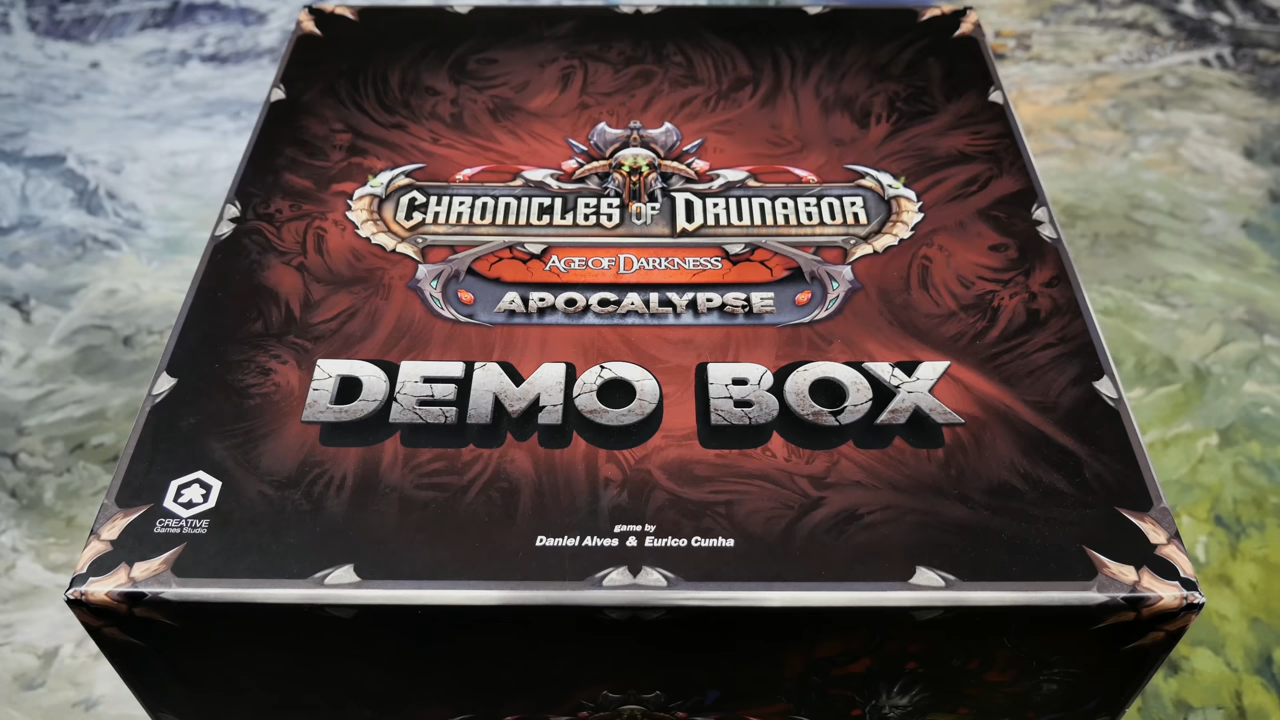 CHRONICLES OF DRUNAGOR
AGE OF DARKNESS
APOCALYPSE
DEMO BOX
CREATIVE
Games Studio
game by
Daniel Alves & Eurico Cunha